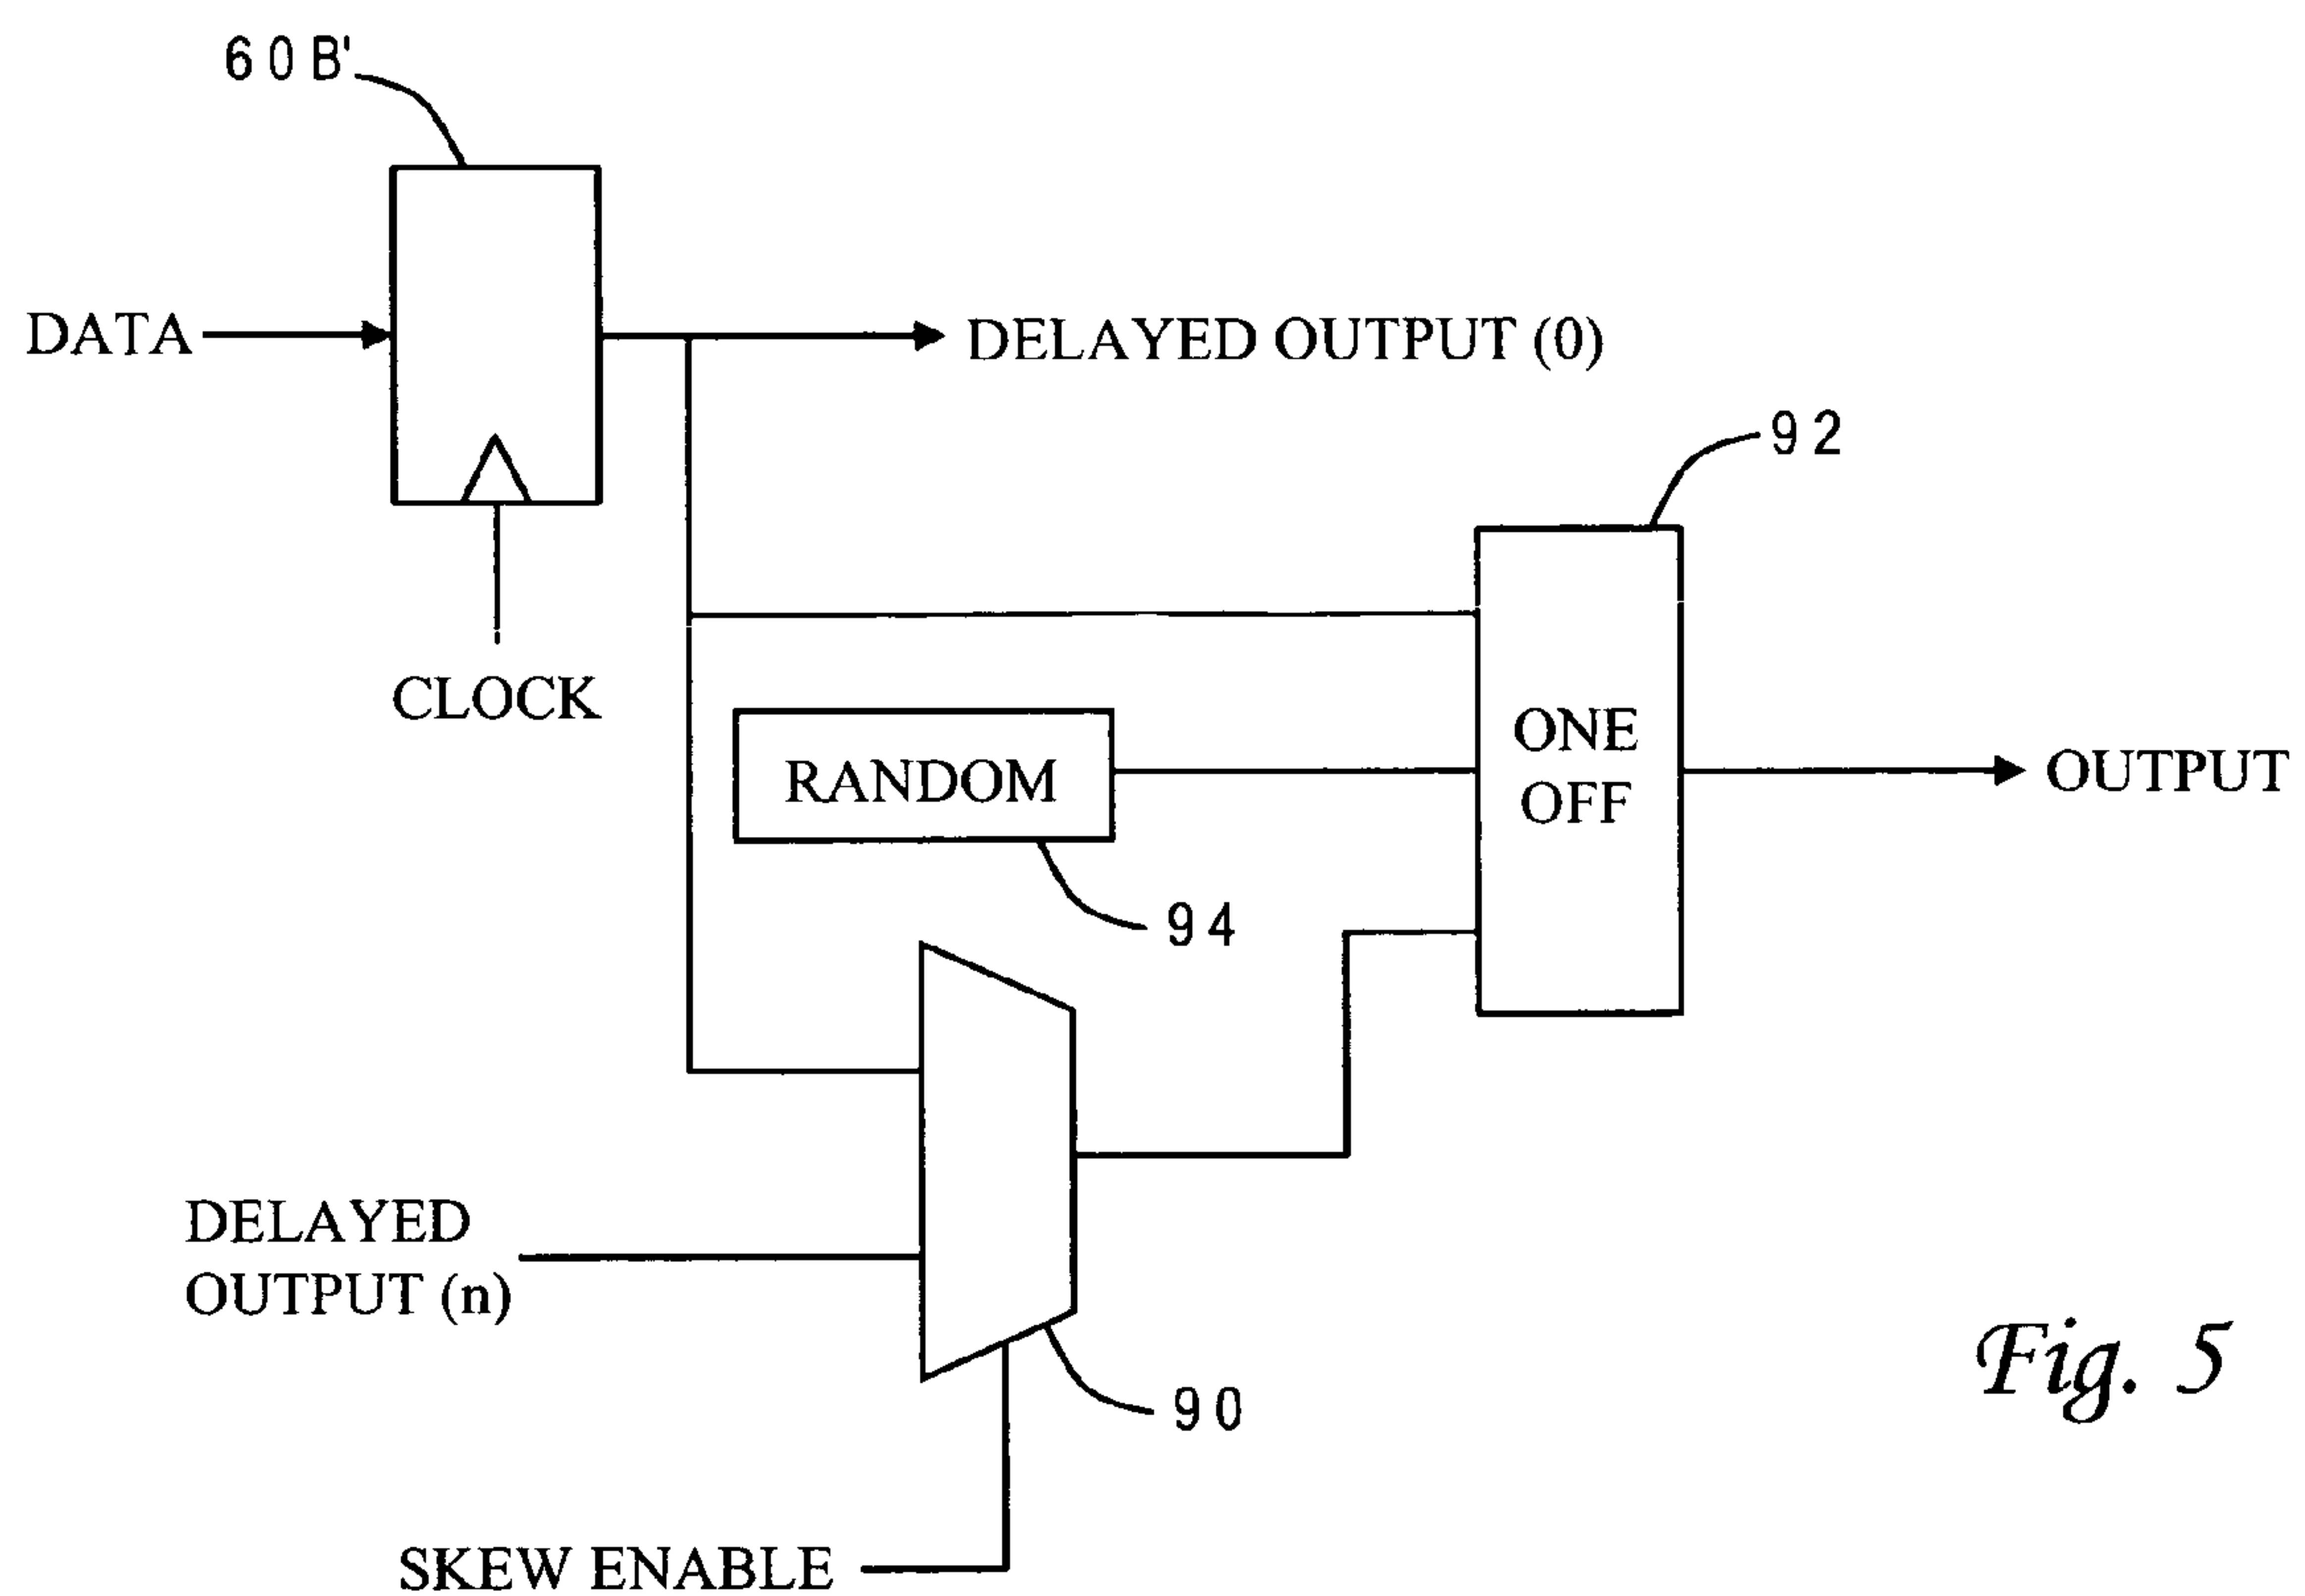 60B'
DATA
DELAYED OUTPUT (0)
92
CLOCK
RANDOM
ONE
OFF
OUTPUT
94
DELAYED
OUTPUT (n)
90
Fig. 5
SKEW ENABLE